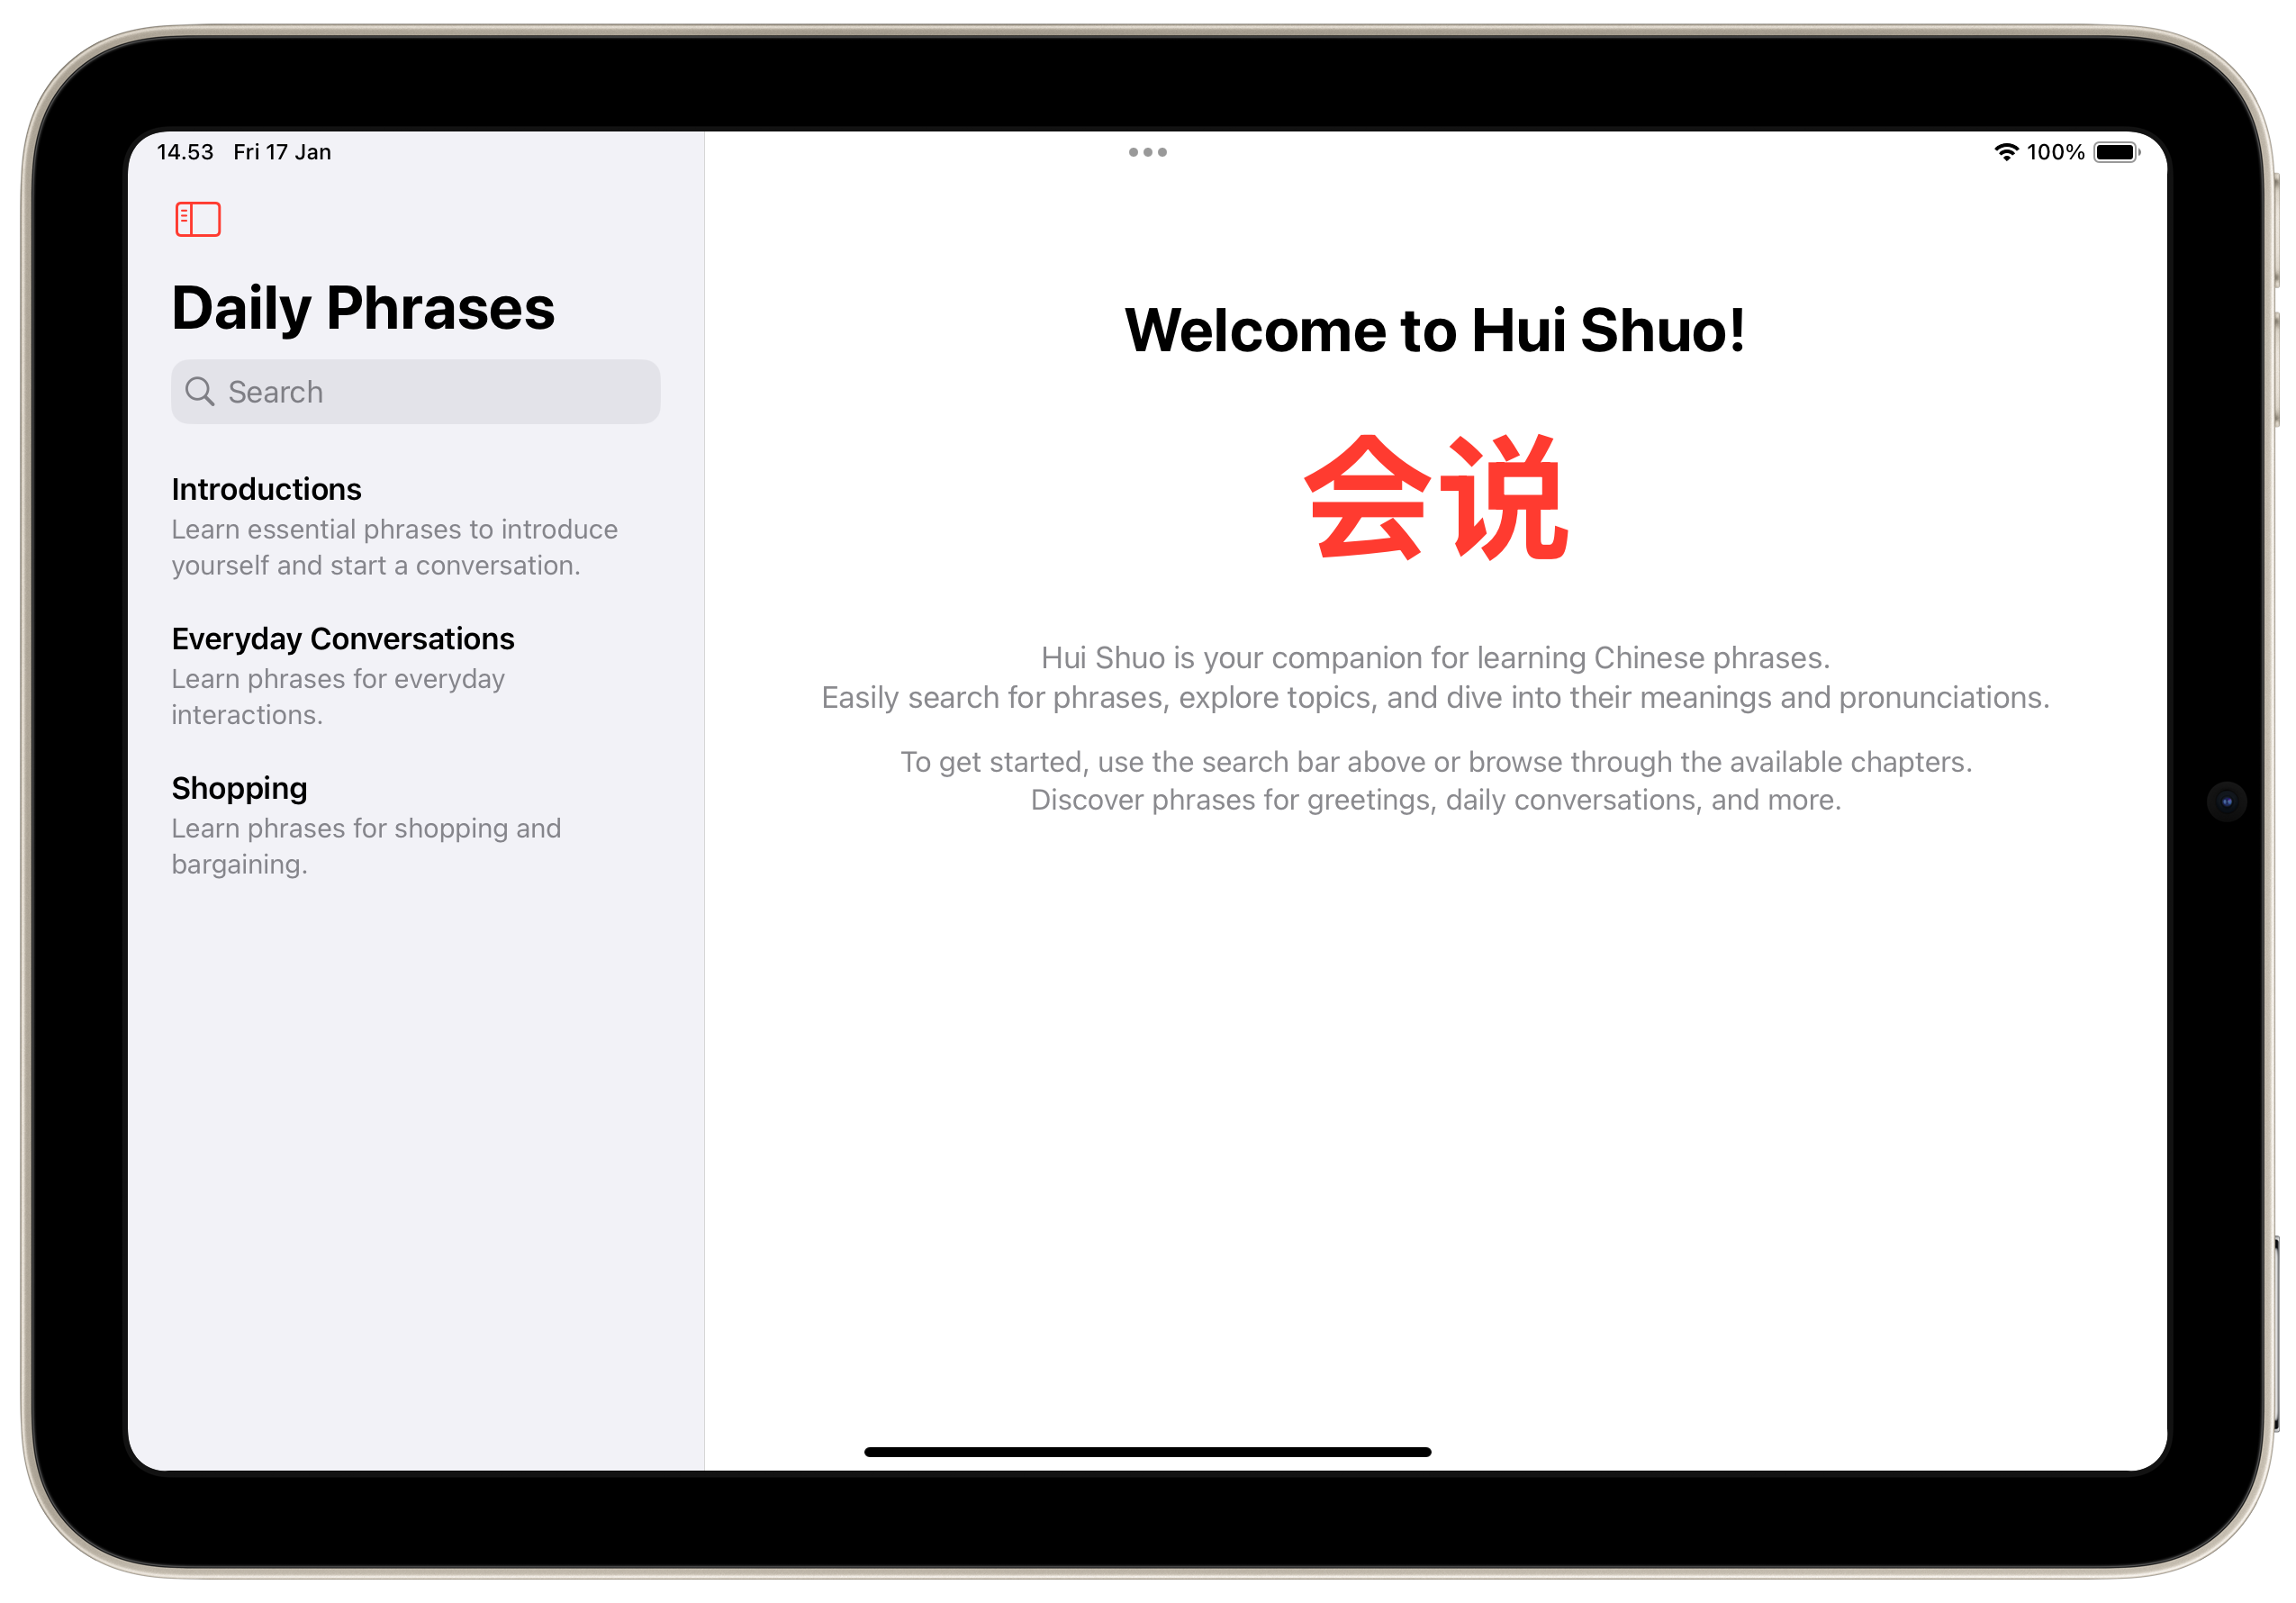 14.53 Fri 17 Jan
100%
Daily Phrases
Search
Introductions
Learn essential phrases to introduce
yourself and start a conversation.
Everyday Conversations
Learn phrases for everyday
interactions.
Shopping
Learn phrases for shopping and
bargaining.
Welcome to Hui Shuo!
会说
Hui Shuo is your companion for learning Chinese phrases.
Easily search for phrases, explore topics, and dive into their meanings and pronunciations.
To get started, use the search bar above or browse through the available chapters.
Discover phrases for greetings, daily conversations, and more.